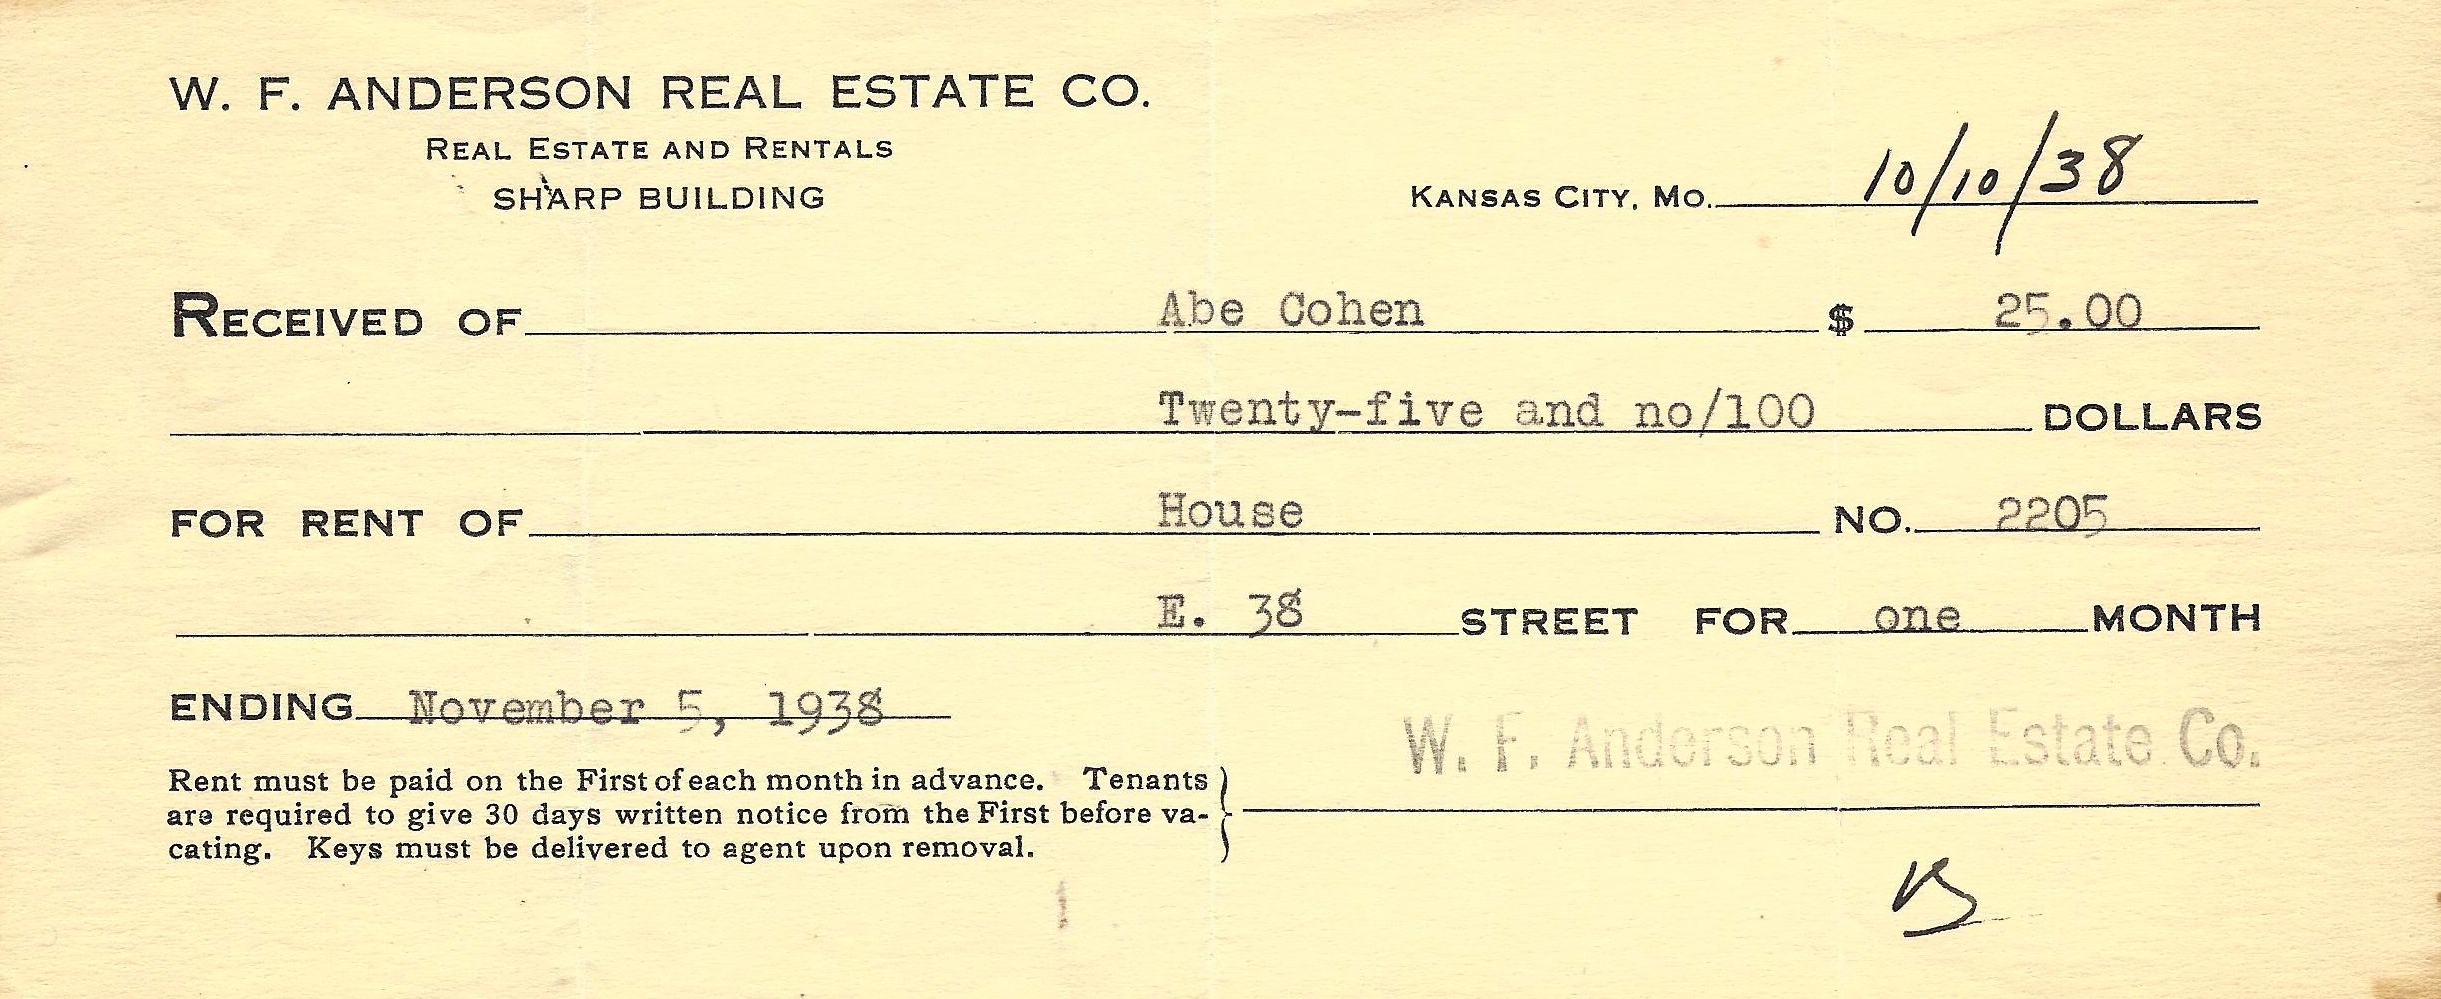 W. F. ANDERSON REAL ESTATE CO.
REAL ESTATE AND RENTALS
SHARP BUILDING
KANSAS CITY, MO. 10/10/38
RECEIVED OF Abe Cohen $ 25.00
Twenty-five and no/100 DOLLARS
FOR RENT OF House NO. 2205
E. 38 STREET FOR one MONTH
ENDING November 5, 1938
W. F. Anderson Real Estate Co.
Rent must be paid on the First of each month in advance. Tenants
are required to give 30 days written notice from the First before va-
cating. Keys must be delivered to agent upon removal.